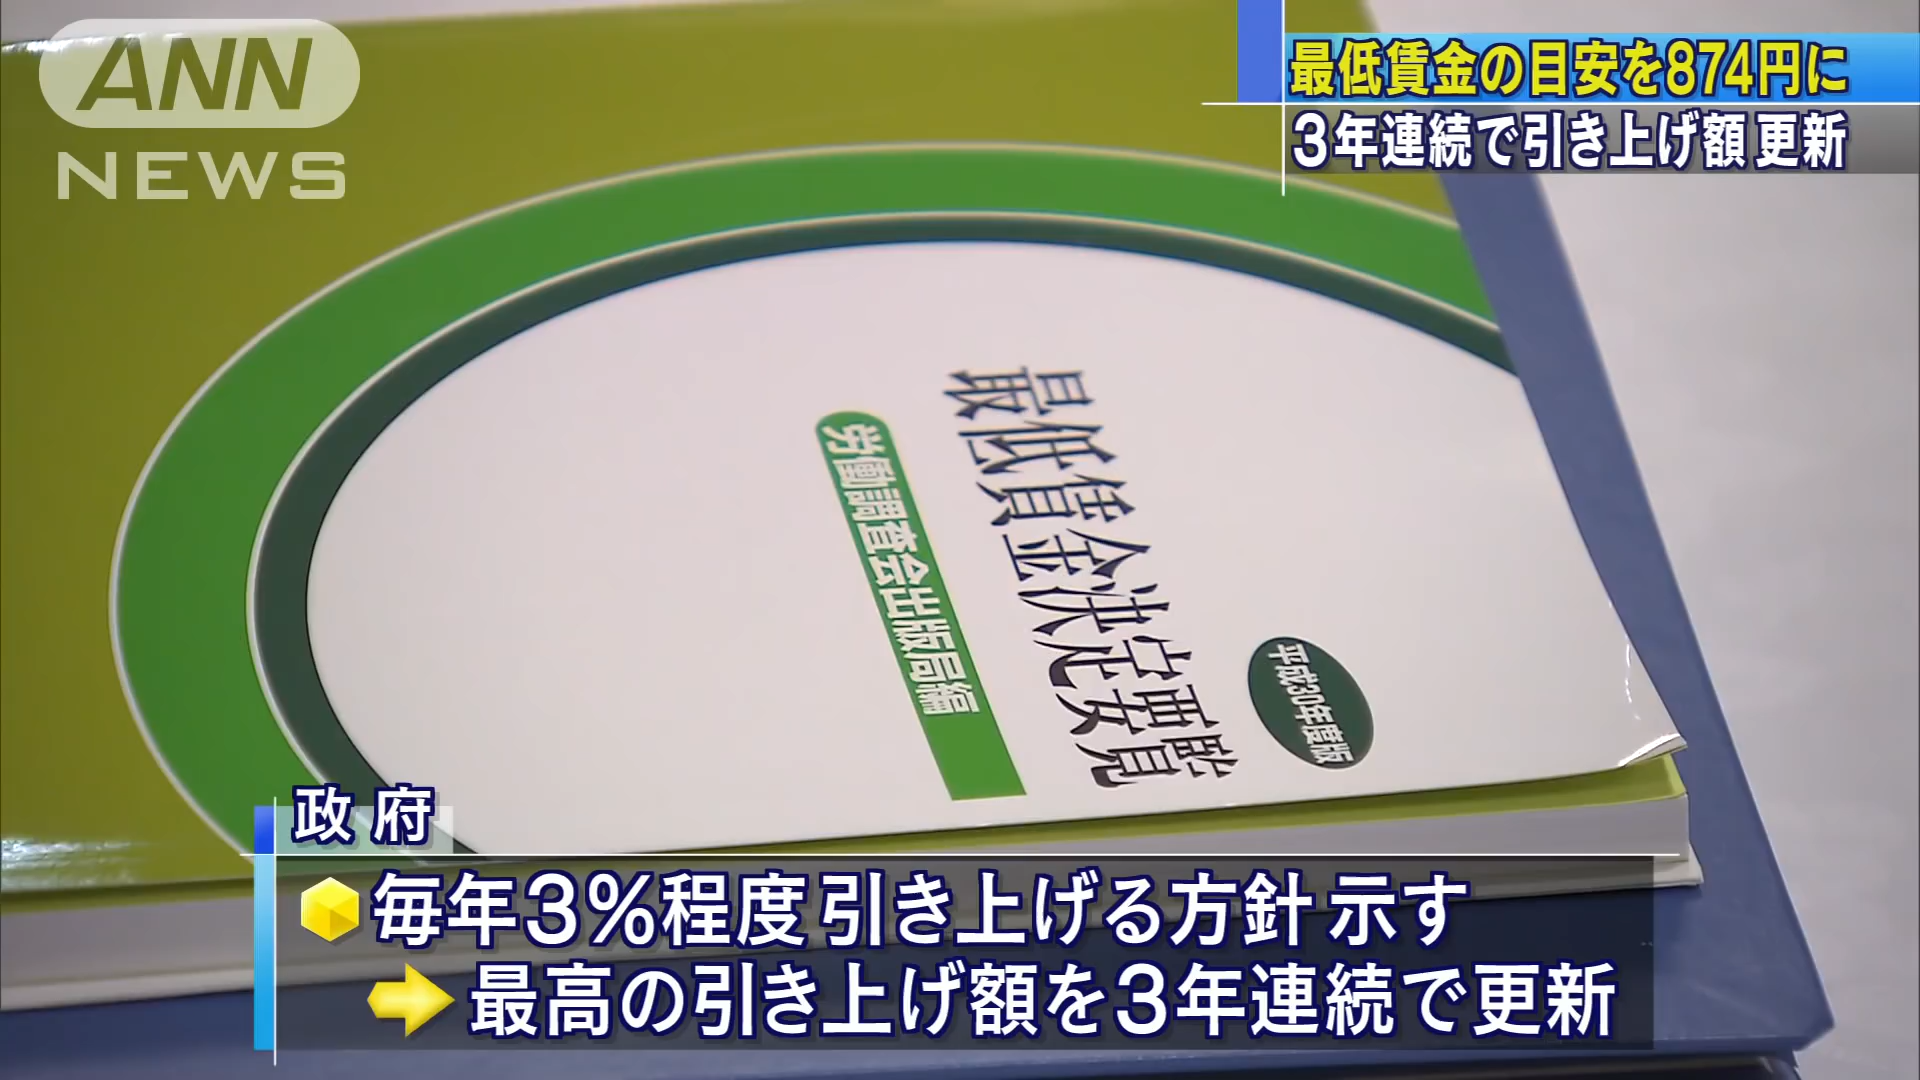 ANN
NEWS
最低賃金の目安を874円に
3年連続で引き上げ額更新
平成30年度版
最低賃金決定要覧
労働調査会出版局編
政府
毎年3%程度引き上げる方針示す
最高の引き上げ額を3年連続で更新